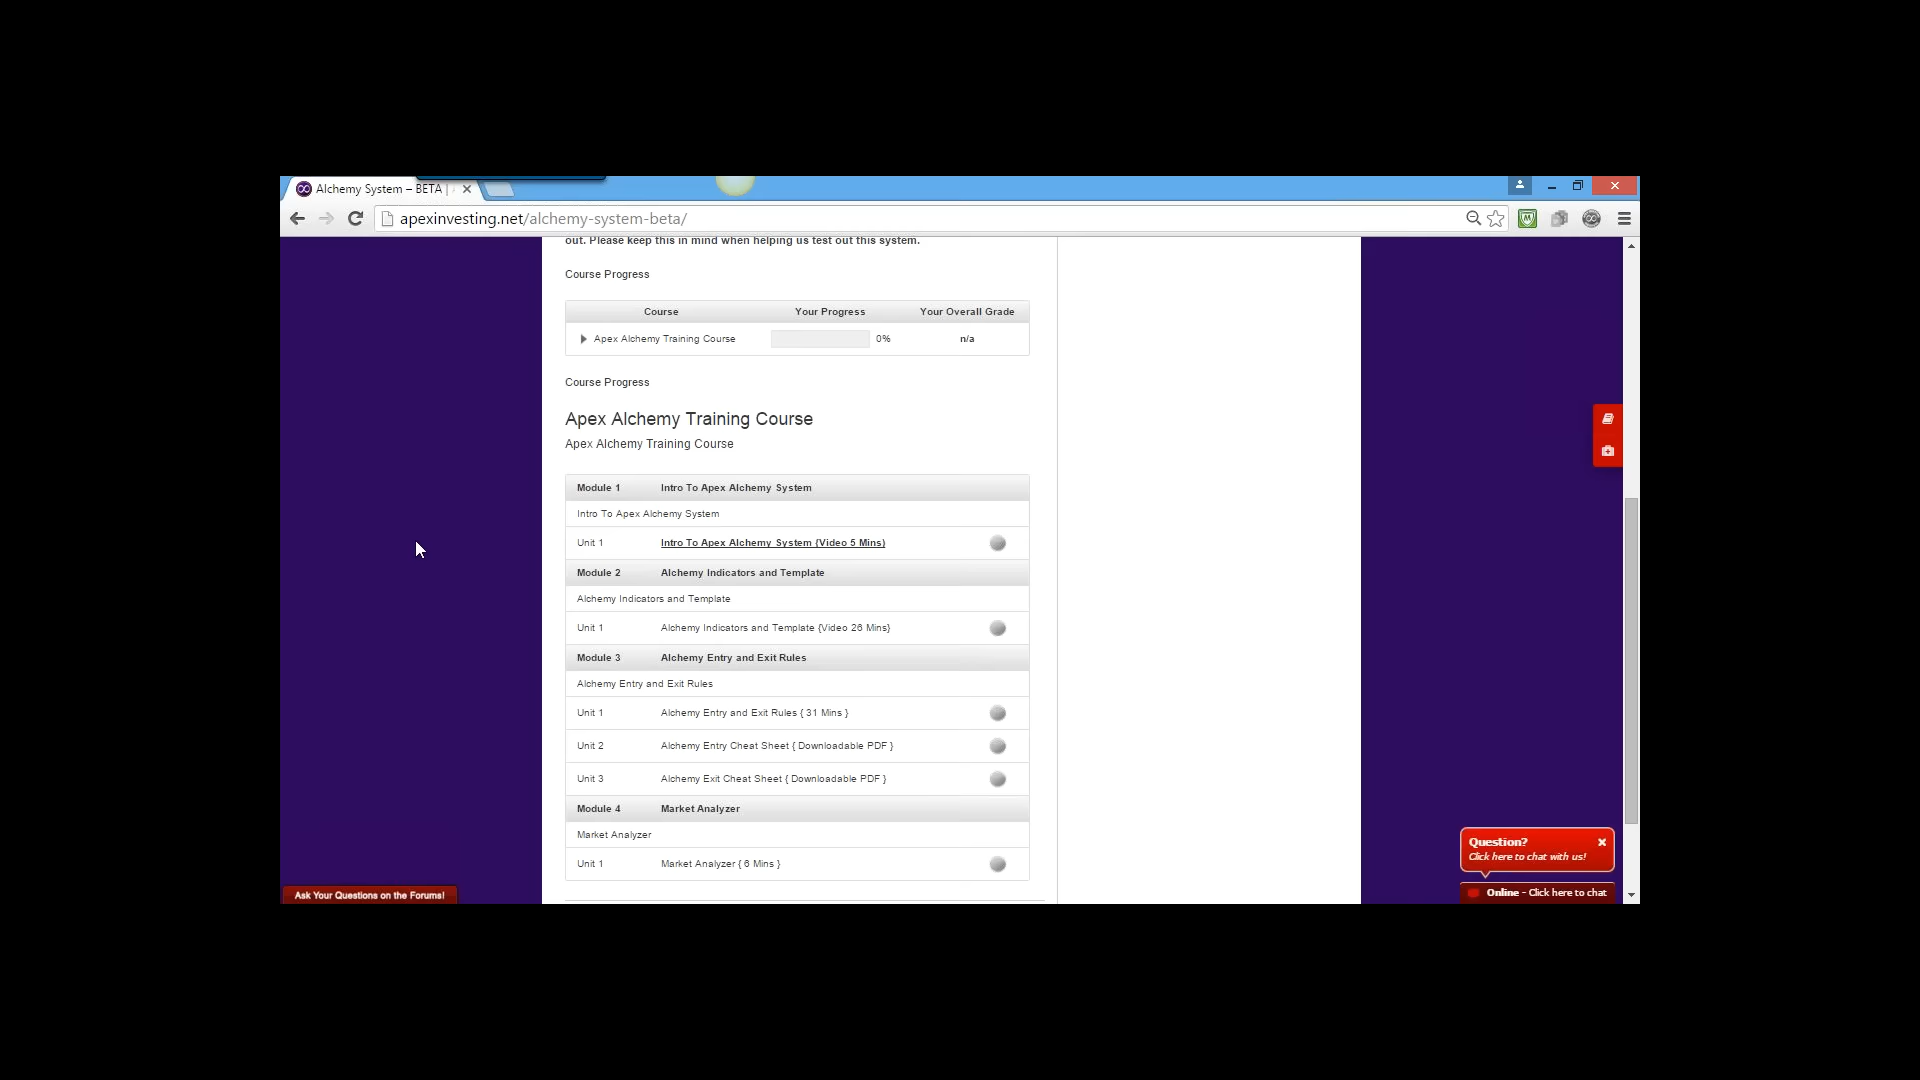 Alchemy System – BETA |
apexinvesting.net/alchemy-system-beta/
out. Please keep this in mind when helping us test out this system.
Course Progress
Course Your Progress Your Overall Grade
Apex Alchemy Training Course 0% n/a
Course Progress
Apex Alchemy Training Course
Apex Alchemy Training Course
Module 1 Intro To Apex Alchemy System
Intro To Apex Alchemy System
Unit 1 Intro To Apex Alchemy System {Video 5 Mins}
Module 2 Alchemy Indicators and Template
Alchemy Indicators and Template
Unit 1 Alchemy Indicators and Template {Video 26 Mins}
Module 3 Alchemy Entry and Exit Rules
Alchemy Entry and Exit Rules
Unit 1 Alchemy Entry and Exit Rules { 31 Mins }
Unit 2 Alchemy Entry Cheat Sheet { Downloadable PDF }
Unit 3 Alchemy Exit Cheat Sheet { Downloadable PDF }
Module 4 Market Analyzer
Market Analyzer
Unit 1 Market Analyzer { 6 Mins }
Question?
Click here to chat with us!
Online - Click here to chat
Ask Your Questions on the Forums!